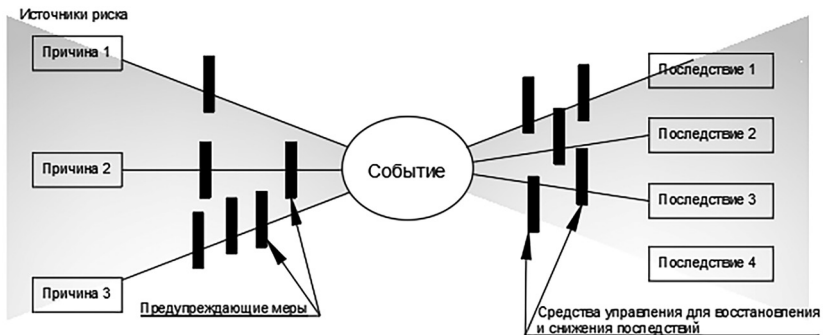 Источники риска
Причина 1
Причина 2
Причина 3
Предупреждающие меры
Событие
Последствие 1
Последствие 2
Последствие 3
Последствие 4
Средства управления для восстановления
и снижения последствий